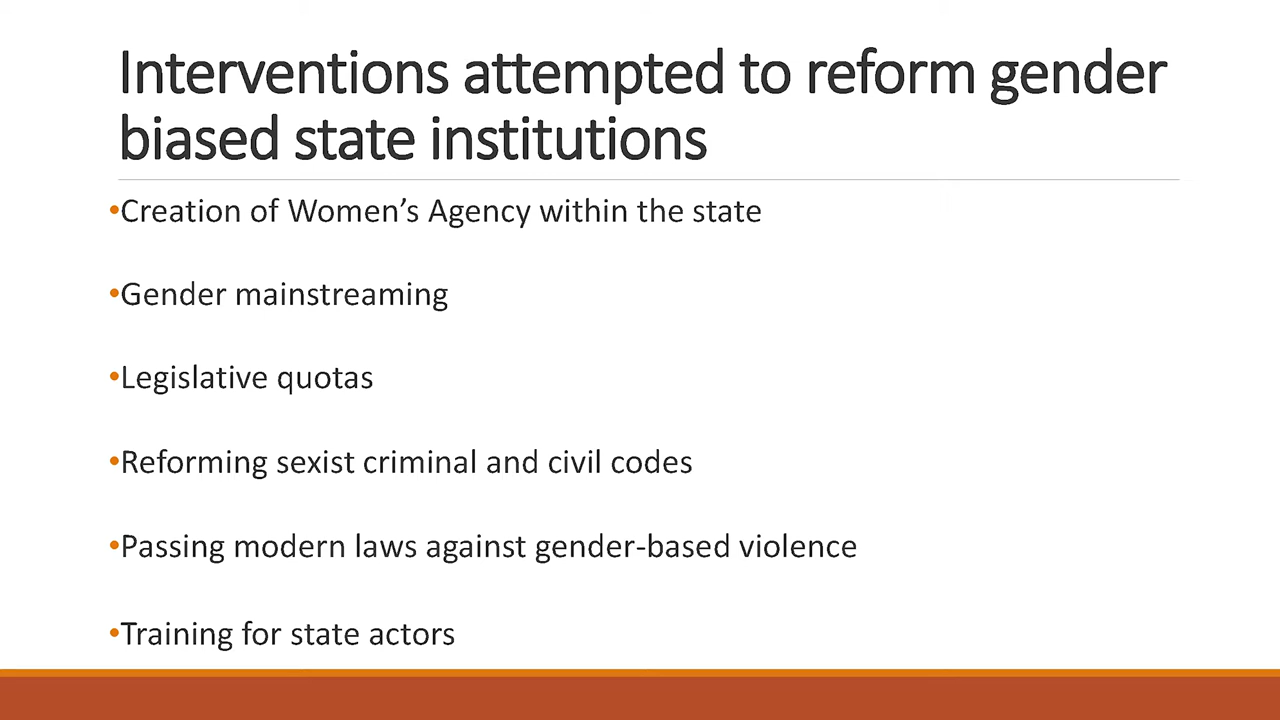 Interventions attempted to reform gender
biased state institutions
•Creation of Women’s Agency within the state
•Gender mainstreaming
•Legislative quotas
•Reforming sexist criminal and civil codes
•Passing modern laws against gender-based violence
•Training for state actors